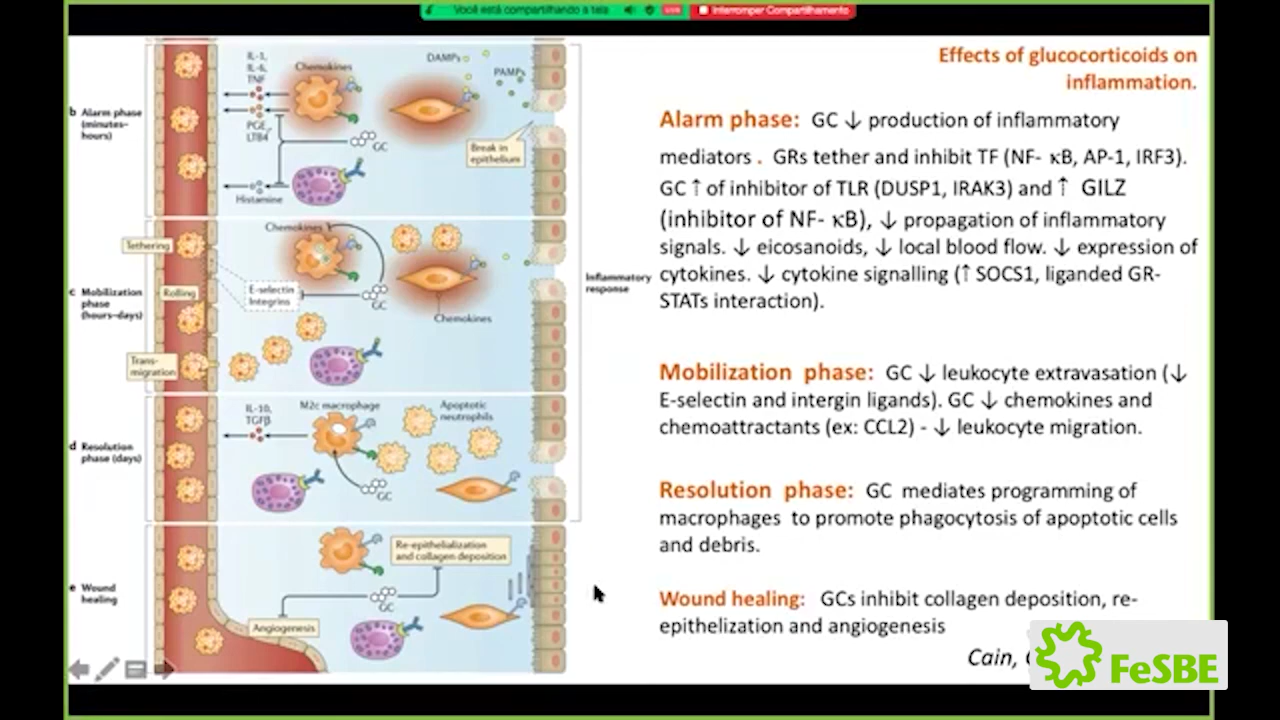 Você está compartilhando a tela
Interromper Compartilhamento
Effects of glucocorticoids on
inflammation.
b Alarm phase
(minutes–
hours)
IL-1,
IL-6,
TNF
Chemokines
DAMPs
PAMPs
PGE,
LTB4
GC
Break in
epithelium
Histamine
Tethering
Chemokines
c Mobilization
phase
(hours–days)
Rolling
E-selectin
Integrins
GC
Chemokines
Trans-
migration
Inflammatory
response
d Resolution
phase (days)
IL-10,
TGFβ
M2c macrophage
Apoptotic
neutrophils
GC
e Wound
healing
Re-epithelialization
and collagen deposition
GC
Angiogenesis
Alarm phase: GC ↓ production of inflammatory
mediators . GRs tether and inhibit TF (NF- κB, AP-1, IRF3).
GC ↑ of inhibitor of TLR (DUSP1, IRAK3) and ↑ GILZ
(inhibitor of NF- κB), ↓ propagation of inflammatory
signals. ↓ eicosanoids, ↓ local blood flow. ↓ expression of
cytokines. ↓ cytokine signalling (↑ SOCS1, liganded GR-
STATs interaction).
Mobilization phase: GC ↓ leukocyte extravasation (↓
E-selectin and intergin ligands). GC ↓ chemokines and
chemoattractants (ex: CCL2) - ↓ leukocyte migration.
Resolution phase: GC mediates programming of
macrophages to promote phagocytosis of apoptotic cells
and debris.
Wound healing: GCs inhibit collagen deposition, re-
epithelization and angiogenesis
Cain,
FeSBE